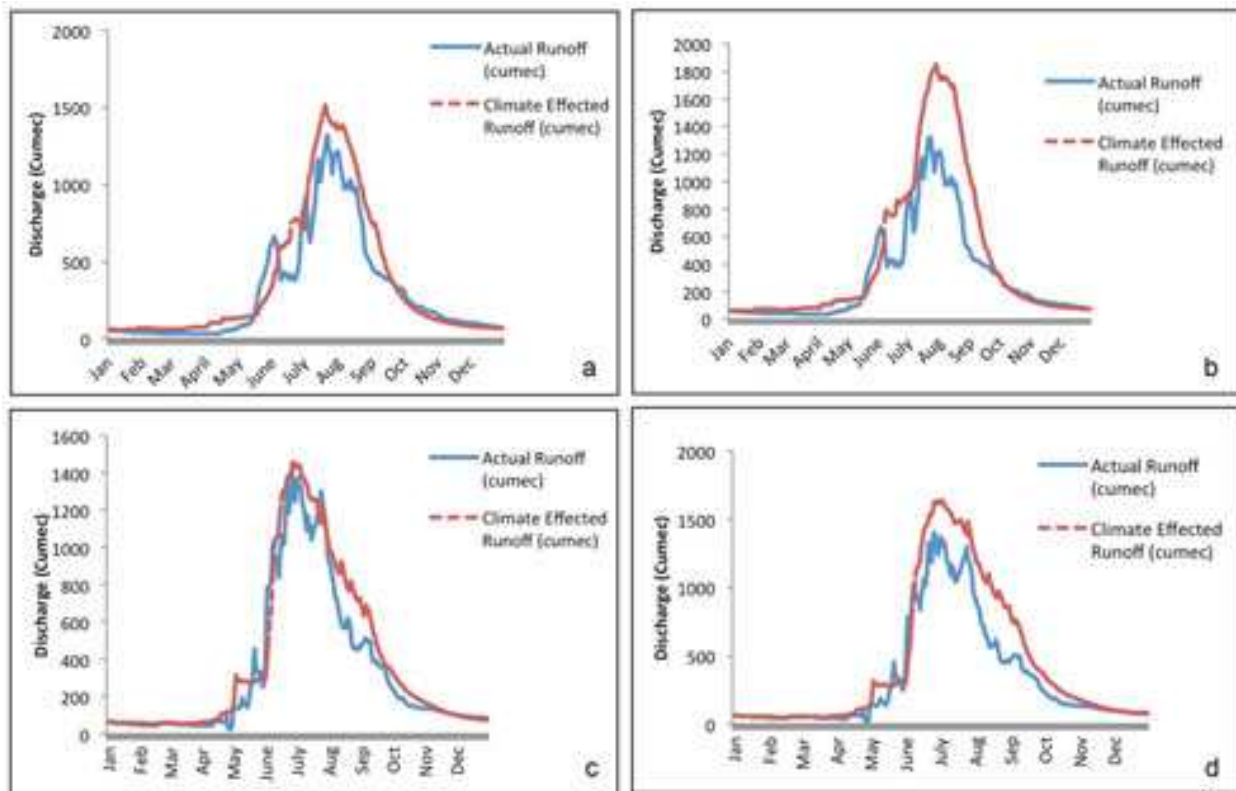 2000
1500
1000
500
0
Discharge (Cumec)
Actual Runoff
(cumec)
Climate Effected
Runoff (cumec)
Jan
Feb
Mar
April
May
June
July
Aug
Sep
Oct
Nov
Dec
a
2000
1800
1600
1400
1200
1000
800
600
400
200
0
Discharge (Cumec)
Actual Runoff
(cumec)
Climate Effected
Runoff (cumec)
Jan
Feb
Mar
April
May
June
July
Aug
Sep
Oct
Nov
Dec
b
1600
1400
1200
1000
800
600
400
200
0
Discharge (Cumec)
Actual Runoff
(cumec)
Climate Effected
Runoff (cumec)
Jan
Feb
Mar
Apr
May
June
July
Aug
Sep
Oct
Nov
Dec
c
2000
1500
1000
500
0
Discharge (Cumec)
Actual Runoff
(cumec)
Climate Effected
Runoff (cumec)
Jan
Feb
Mar
Apr
May
June
July
Aug
Sep
Oct
Nov
Dec
d